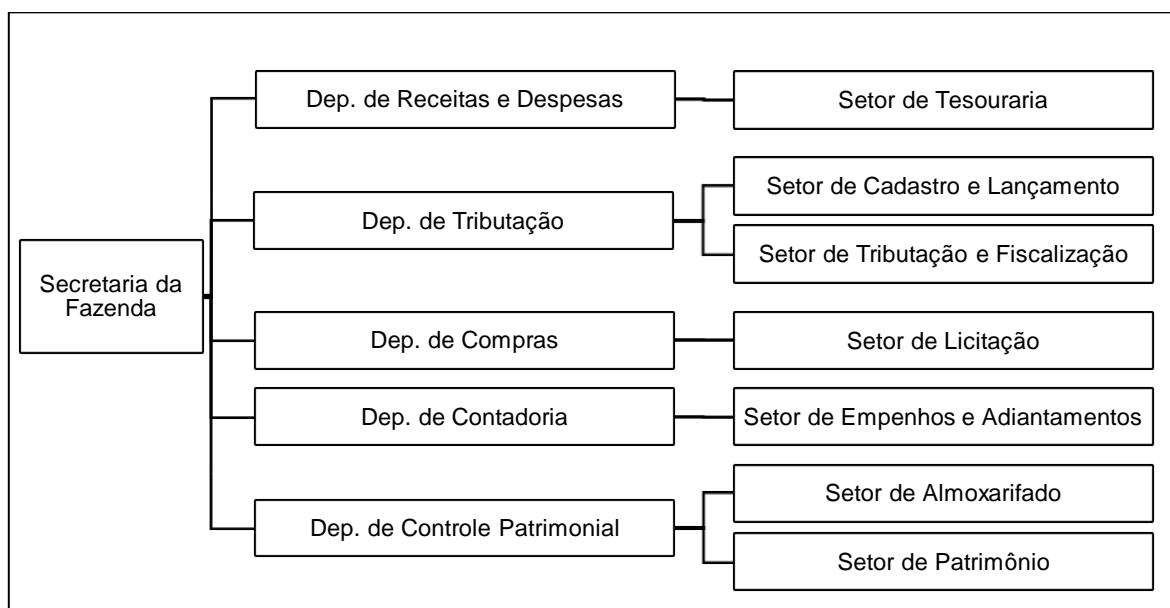 Secretaria da
Fazenda
Dep. de Receitas e Despesas
Setor de Tesouraria
Dep. de Tributação
Setor de Cadastro e Lançamento
Setor de Tributação e Fiscalização
Dep. de Compras
Setor de Licitação
Dep. de Contadoria
Setor de Empenhos e Adiantamentos
Dep. de Controle Patrimonial
Setor de Almoxarifado
Setor de Patrimônio